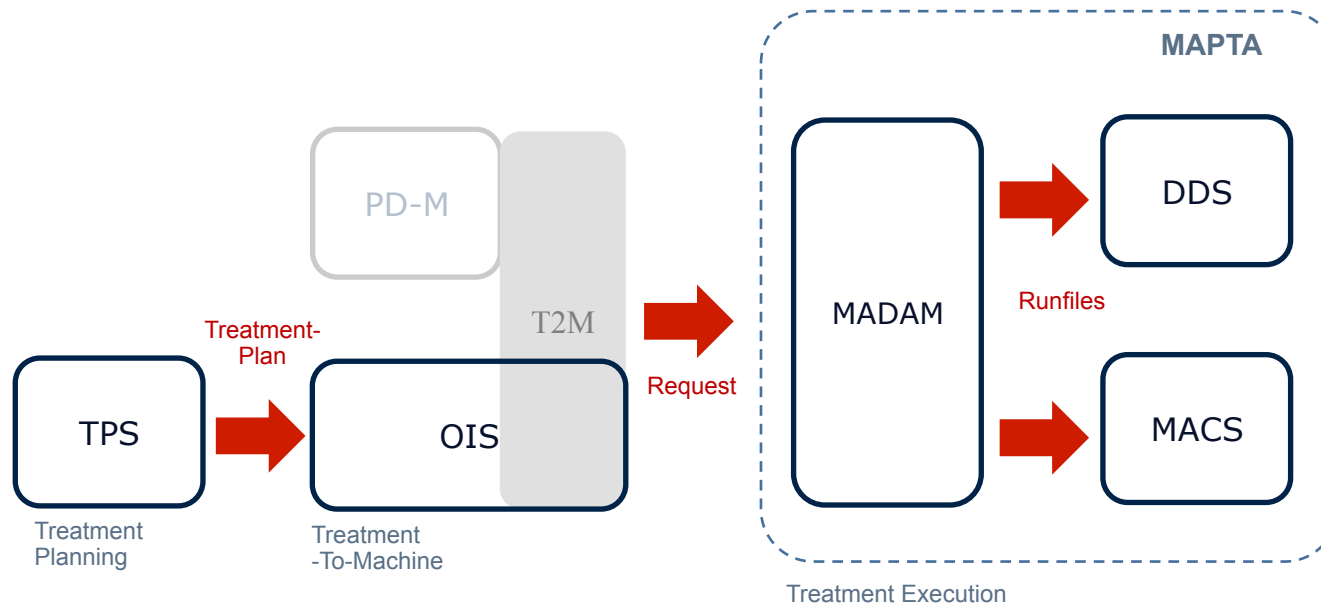 MAPTA
PD-M
T2M
DDS
MADAM
Runfiles
Treatment-
Plan
Request
TPS
OIS
MACS
Treatment
Planning
Treatment
-To-Machine
Treatment Execution